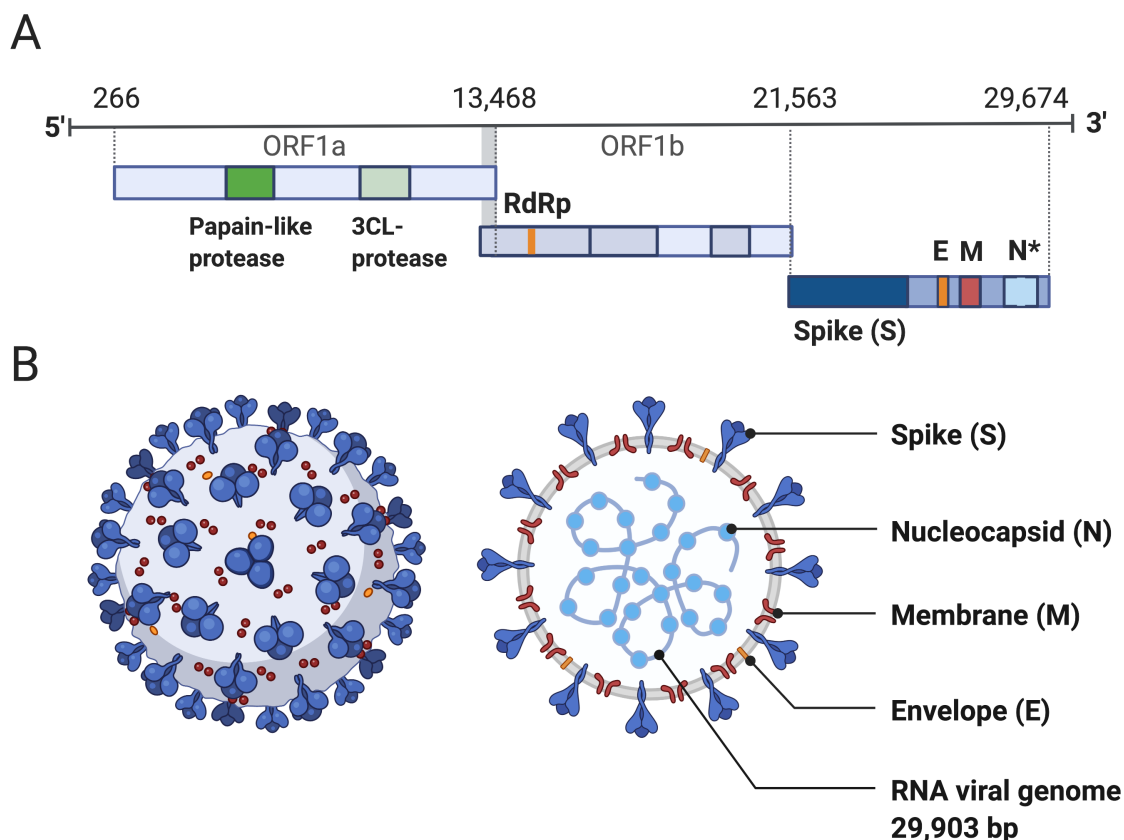 A
266 13,468 21,563 29,674
5' 3'
ORF1a ORF1b
RdRp
Papain-like
protease
3CL-
protease
E M N*
Spike (S)
B
Spike (S)
Nucleocapsid (N)
Membrane (M)
Envelope (E)
RNA viral genome
29,903 bp